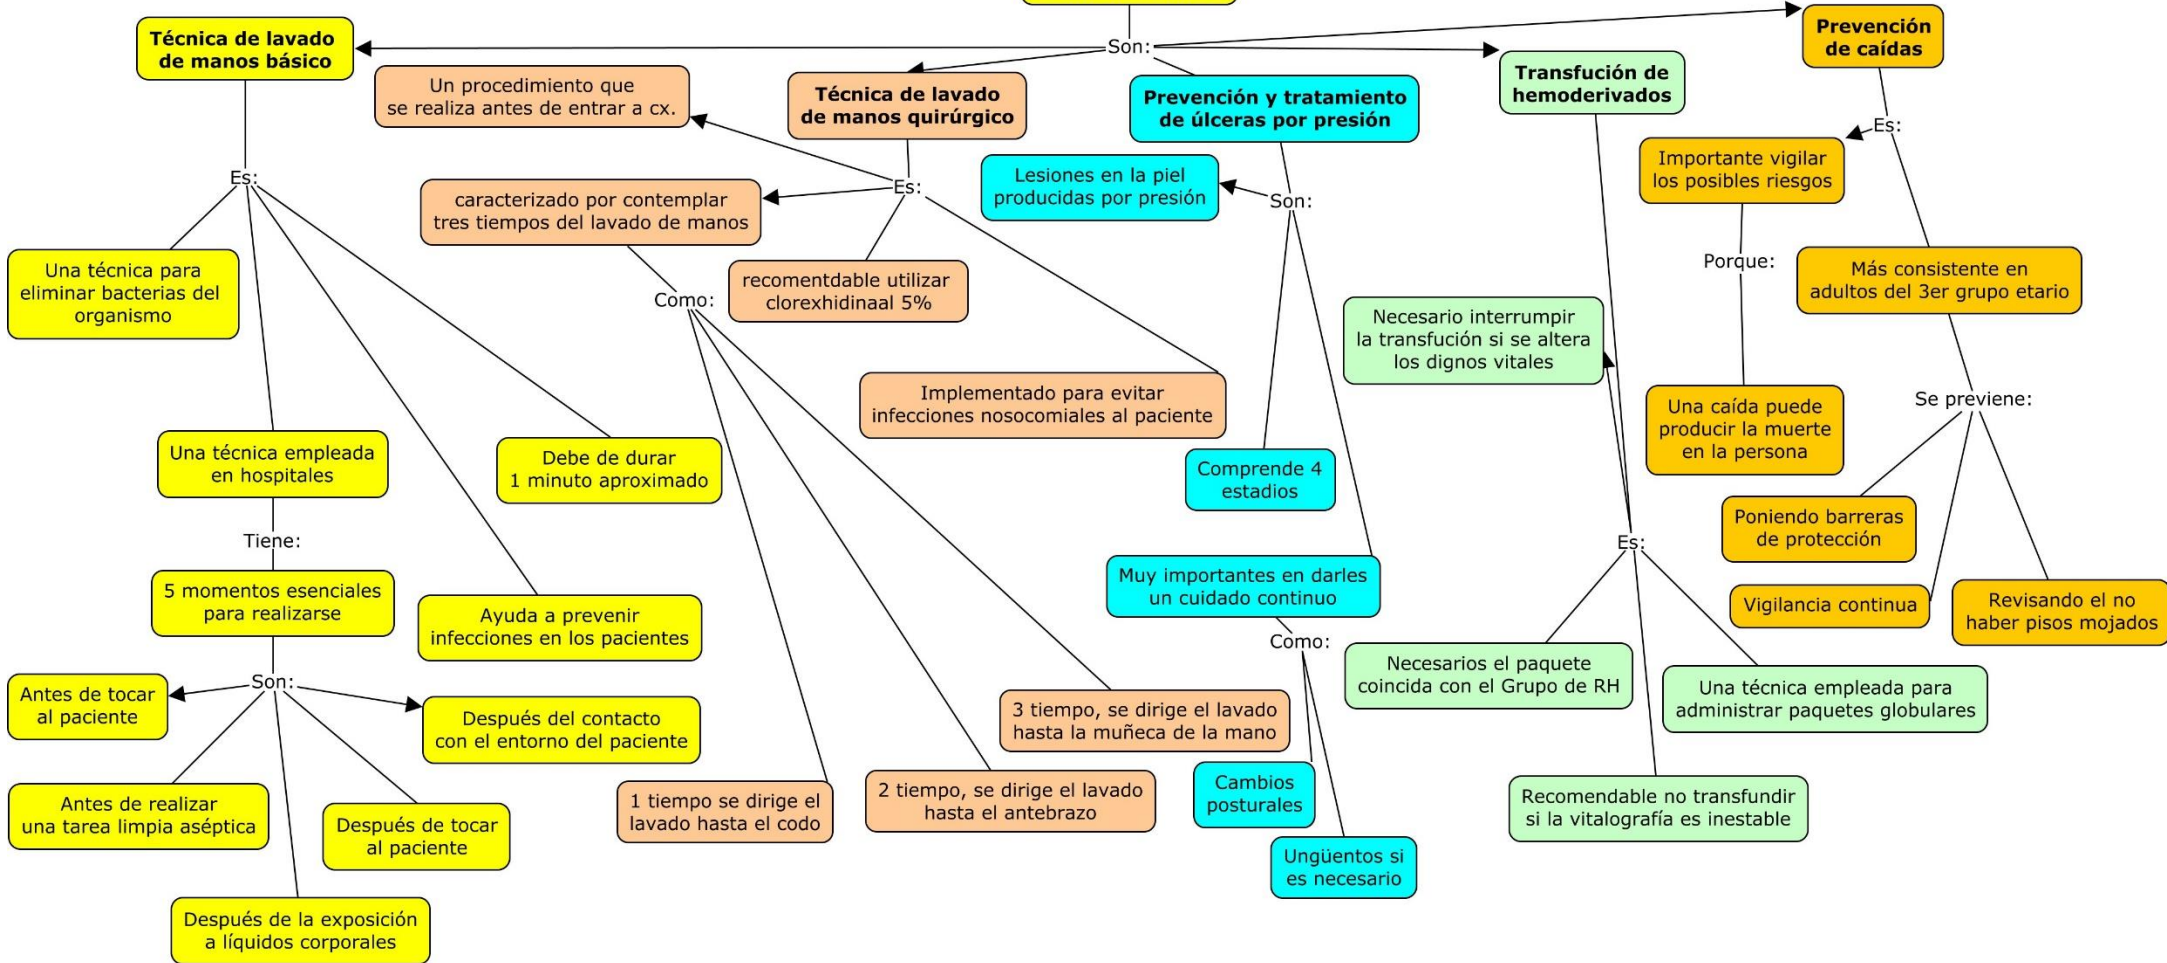 Son:
Técnica de lavado
de manos básico
Es:
Una técnica para
eliminar bacterias del
organismo
Una técnica empleada
en hospitales
Tiene:
5 momentos esenciales
para realizarse
Son:
Antes de tocar
al paciente
Antes de realizar
una tarea limpia aséptica
Después de la exposición
a líquidos corporales
Después de tocar
al paciente
Después del contacto
con el entorno del paciente
Ayuda a prevenir
infecciones en los pacientes
Debe de durar
1 minuto aproximado
Técnica de lavado
de manos quirúrgico
Es:
Un procedimiento que
se realiza antes de entrar a cx.
caracterizado por contemplar
tres tiempos del lavado de manos
Como:
1 tiempo se dirige el
lavado hasta el codo
2 tiempo, se dirige el lavado
hasta el antebrazo
3 tiempo, se dirige el lavado
hasta la muñeca de la mano
recomentdable utilizar
clorexhidinaal 5%
Implementado para evitar
infecciones nosocomiales al paciente
Prevención y tratamiento
de úlceras por presión
Son:
Lesiones en la piel
producidas por presión
Comprende 4
estadios
Muy importantes en darles
un cuidado continuo
Como:
Cambios
posturales
Ungüentos si
es necesario
Transfución de
hemoderivados
Es:
Necesario interrumpir
la transfución si se altera
los dignos vitales
Necesarios el paquete
coincida con el Grupo de RH
Recomendable no transfundir
si la vitalografía es inestable
Una técnica empleada para
administrar paquetes globulares
Prevención
de caídas
Es:
Importante vigilar
los posibles riesgos
Porque:
Una caída puede
producir la muerte
en la persona
Más consistente en
adultos del 3er grupo etario
Se previene:
Poniendo barreras
de protección
Vigilancia continua
Revisando el no
haber pisos mojados